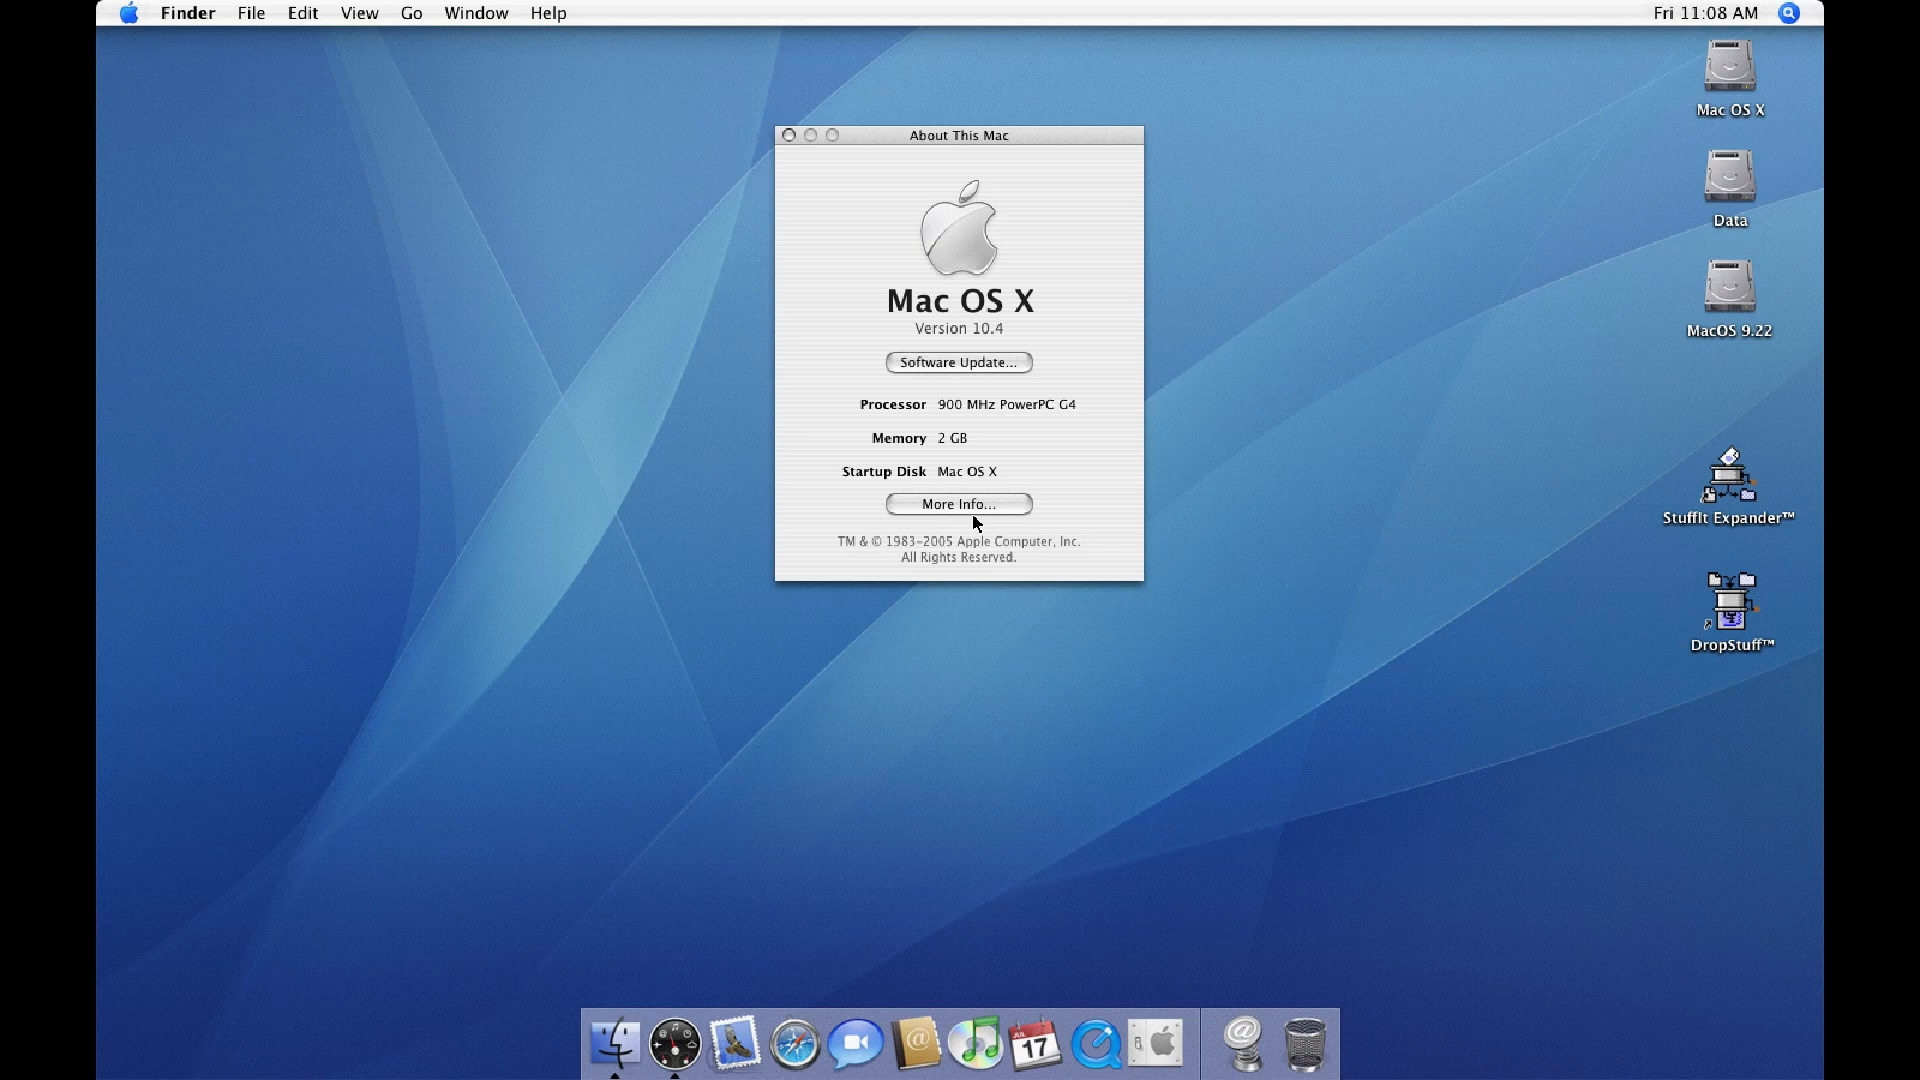 Finder File Edit View Go Window Help Fri 11:08 AM
Mac OS X
Data
MacOS 9.22
StuffIt Expander™
DropStuff™
About This Mac
Mac OS X
Version 10.4
Software Update...
Processor 900 MHz PowerPC G4
Memory 2 GB
Startup Disk Mac OS X
More Info...
TM & © 1983-2005 Apple Computer, Inc.
All Rights Reserved.
@
JUL
17
@